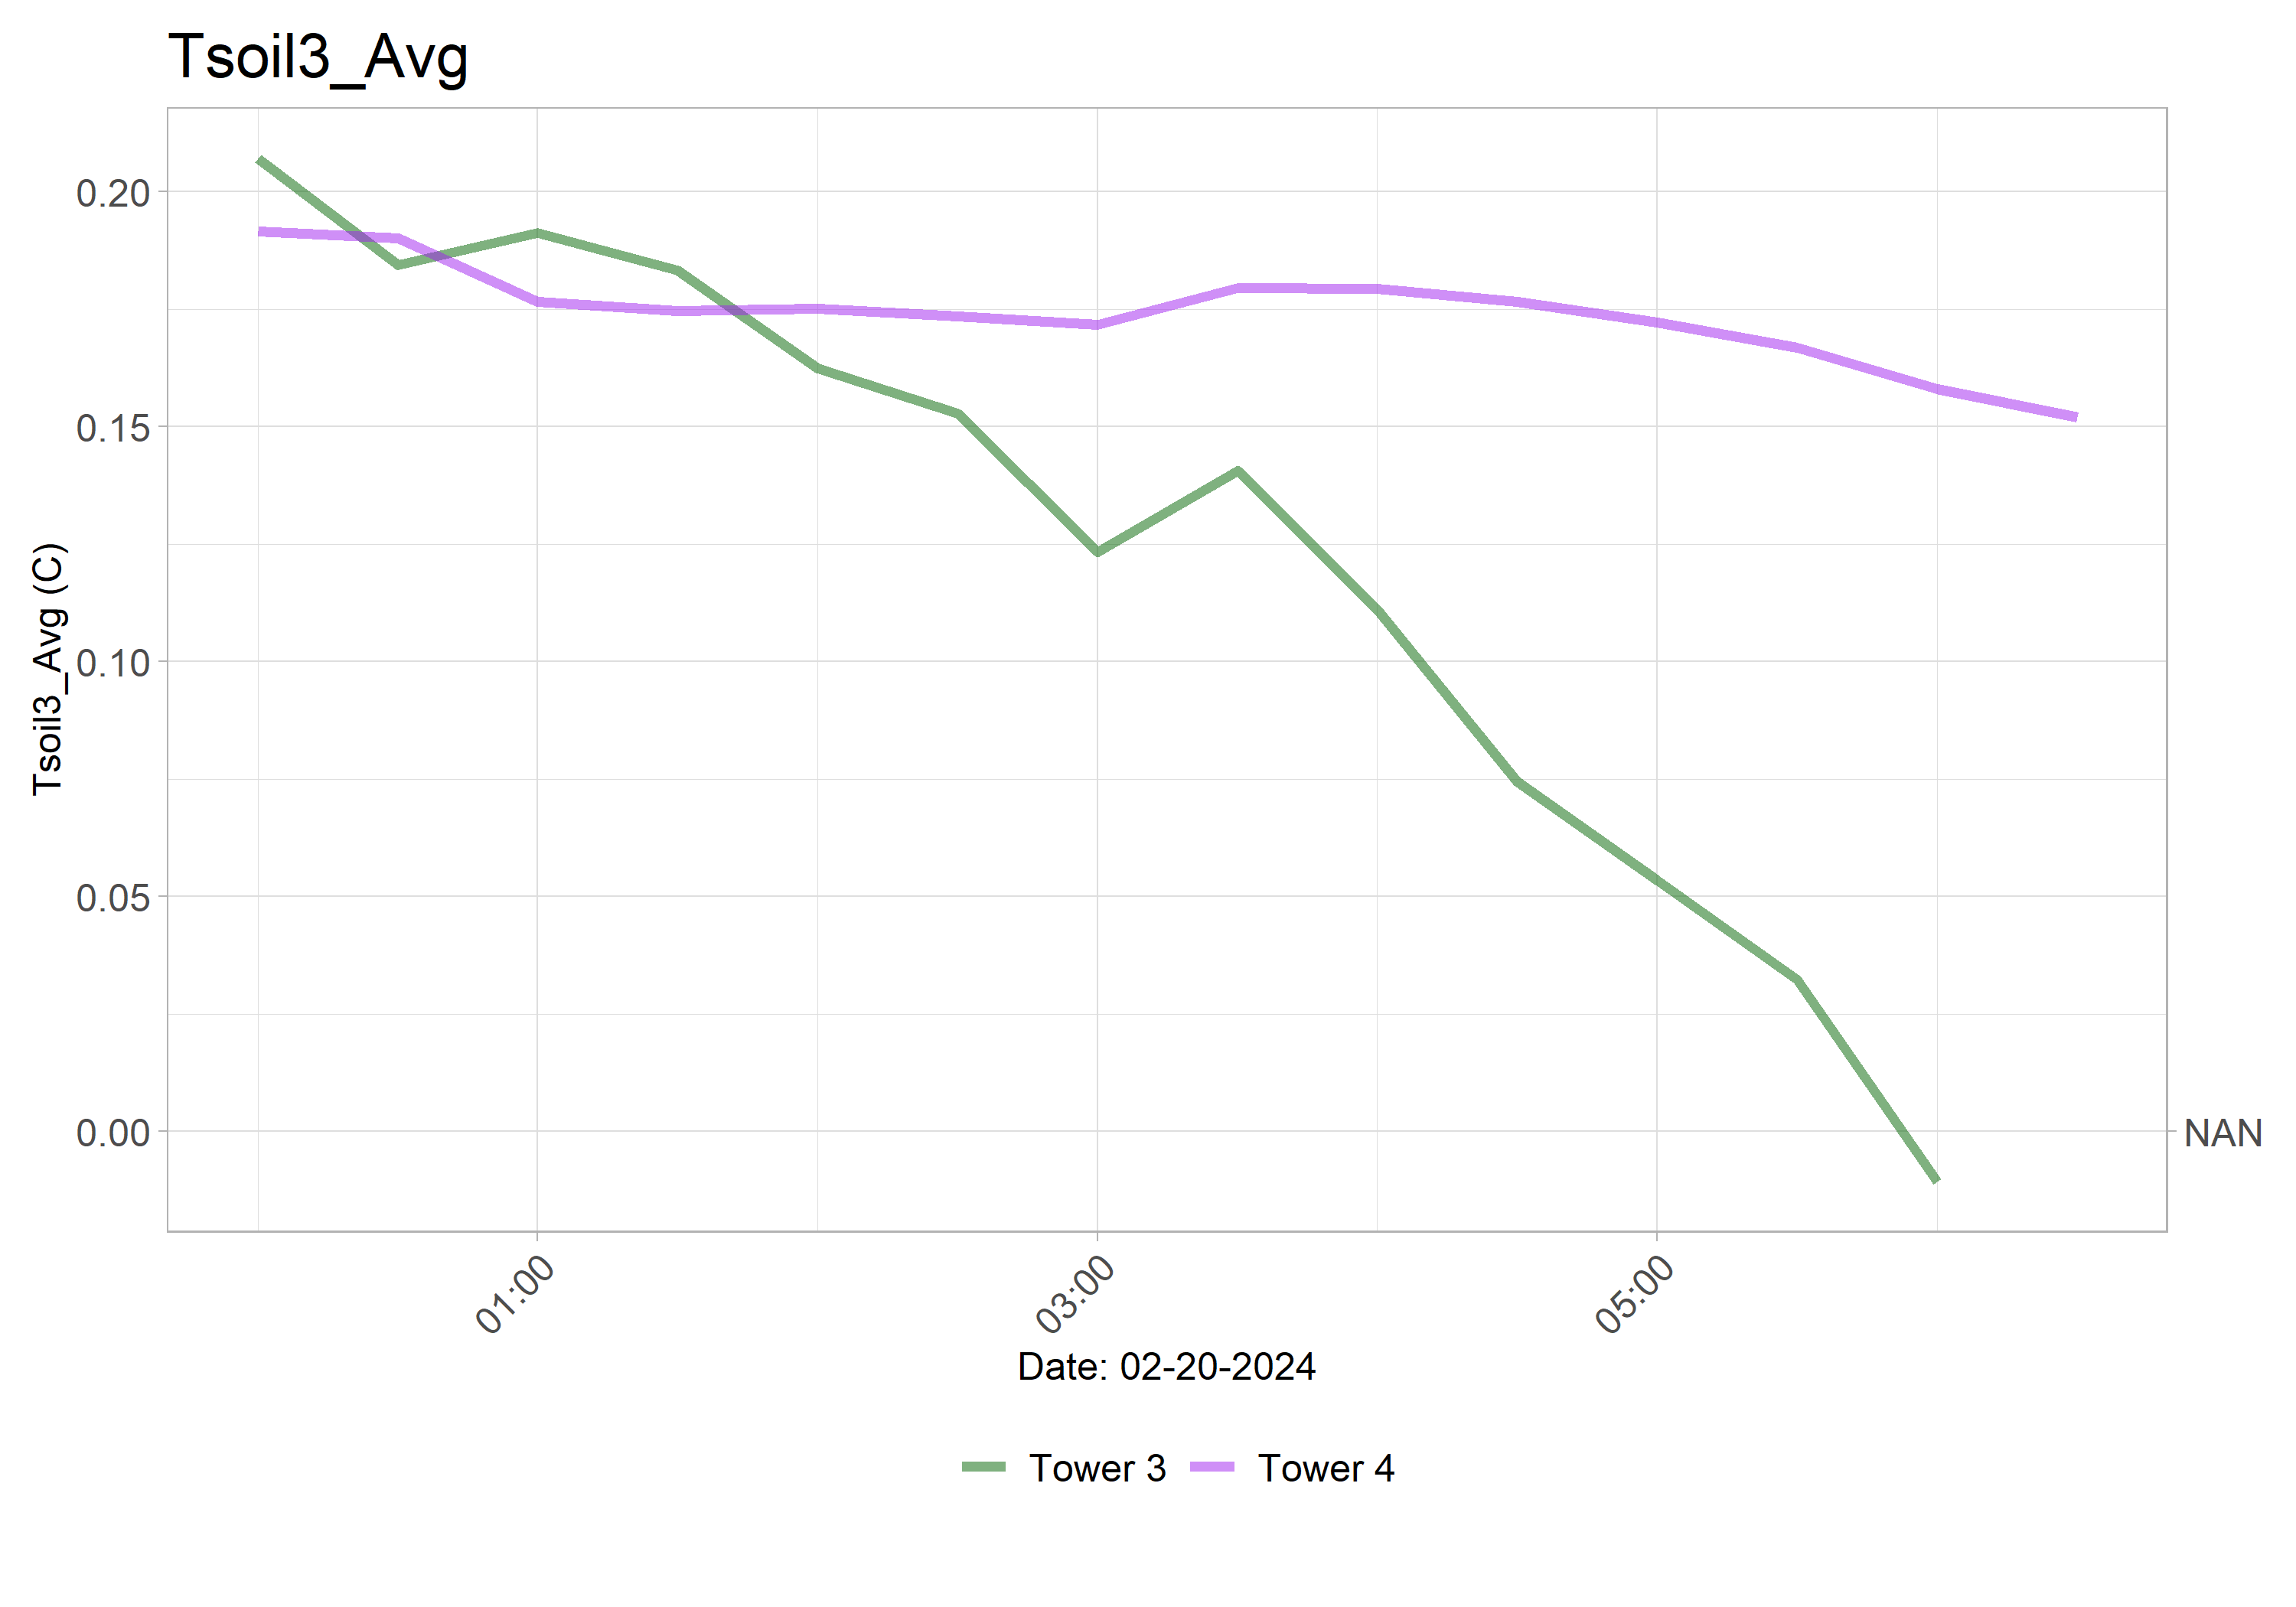 Tsoil3_Avg
Tsoil3_Avg (C)
0.20
0.15
0.10
0.05
0.00
NAN
01:00
03:00
05:00
Date: 02-20-2024
Tower 3
Tower 4